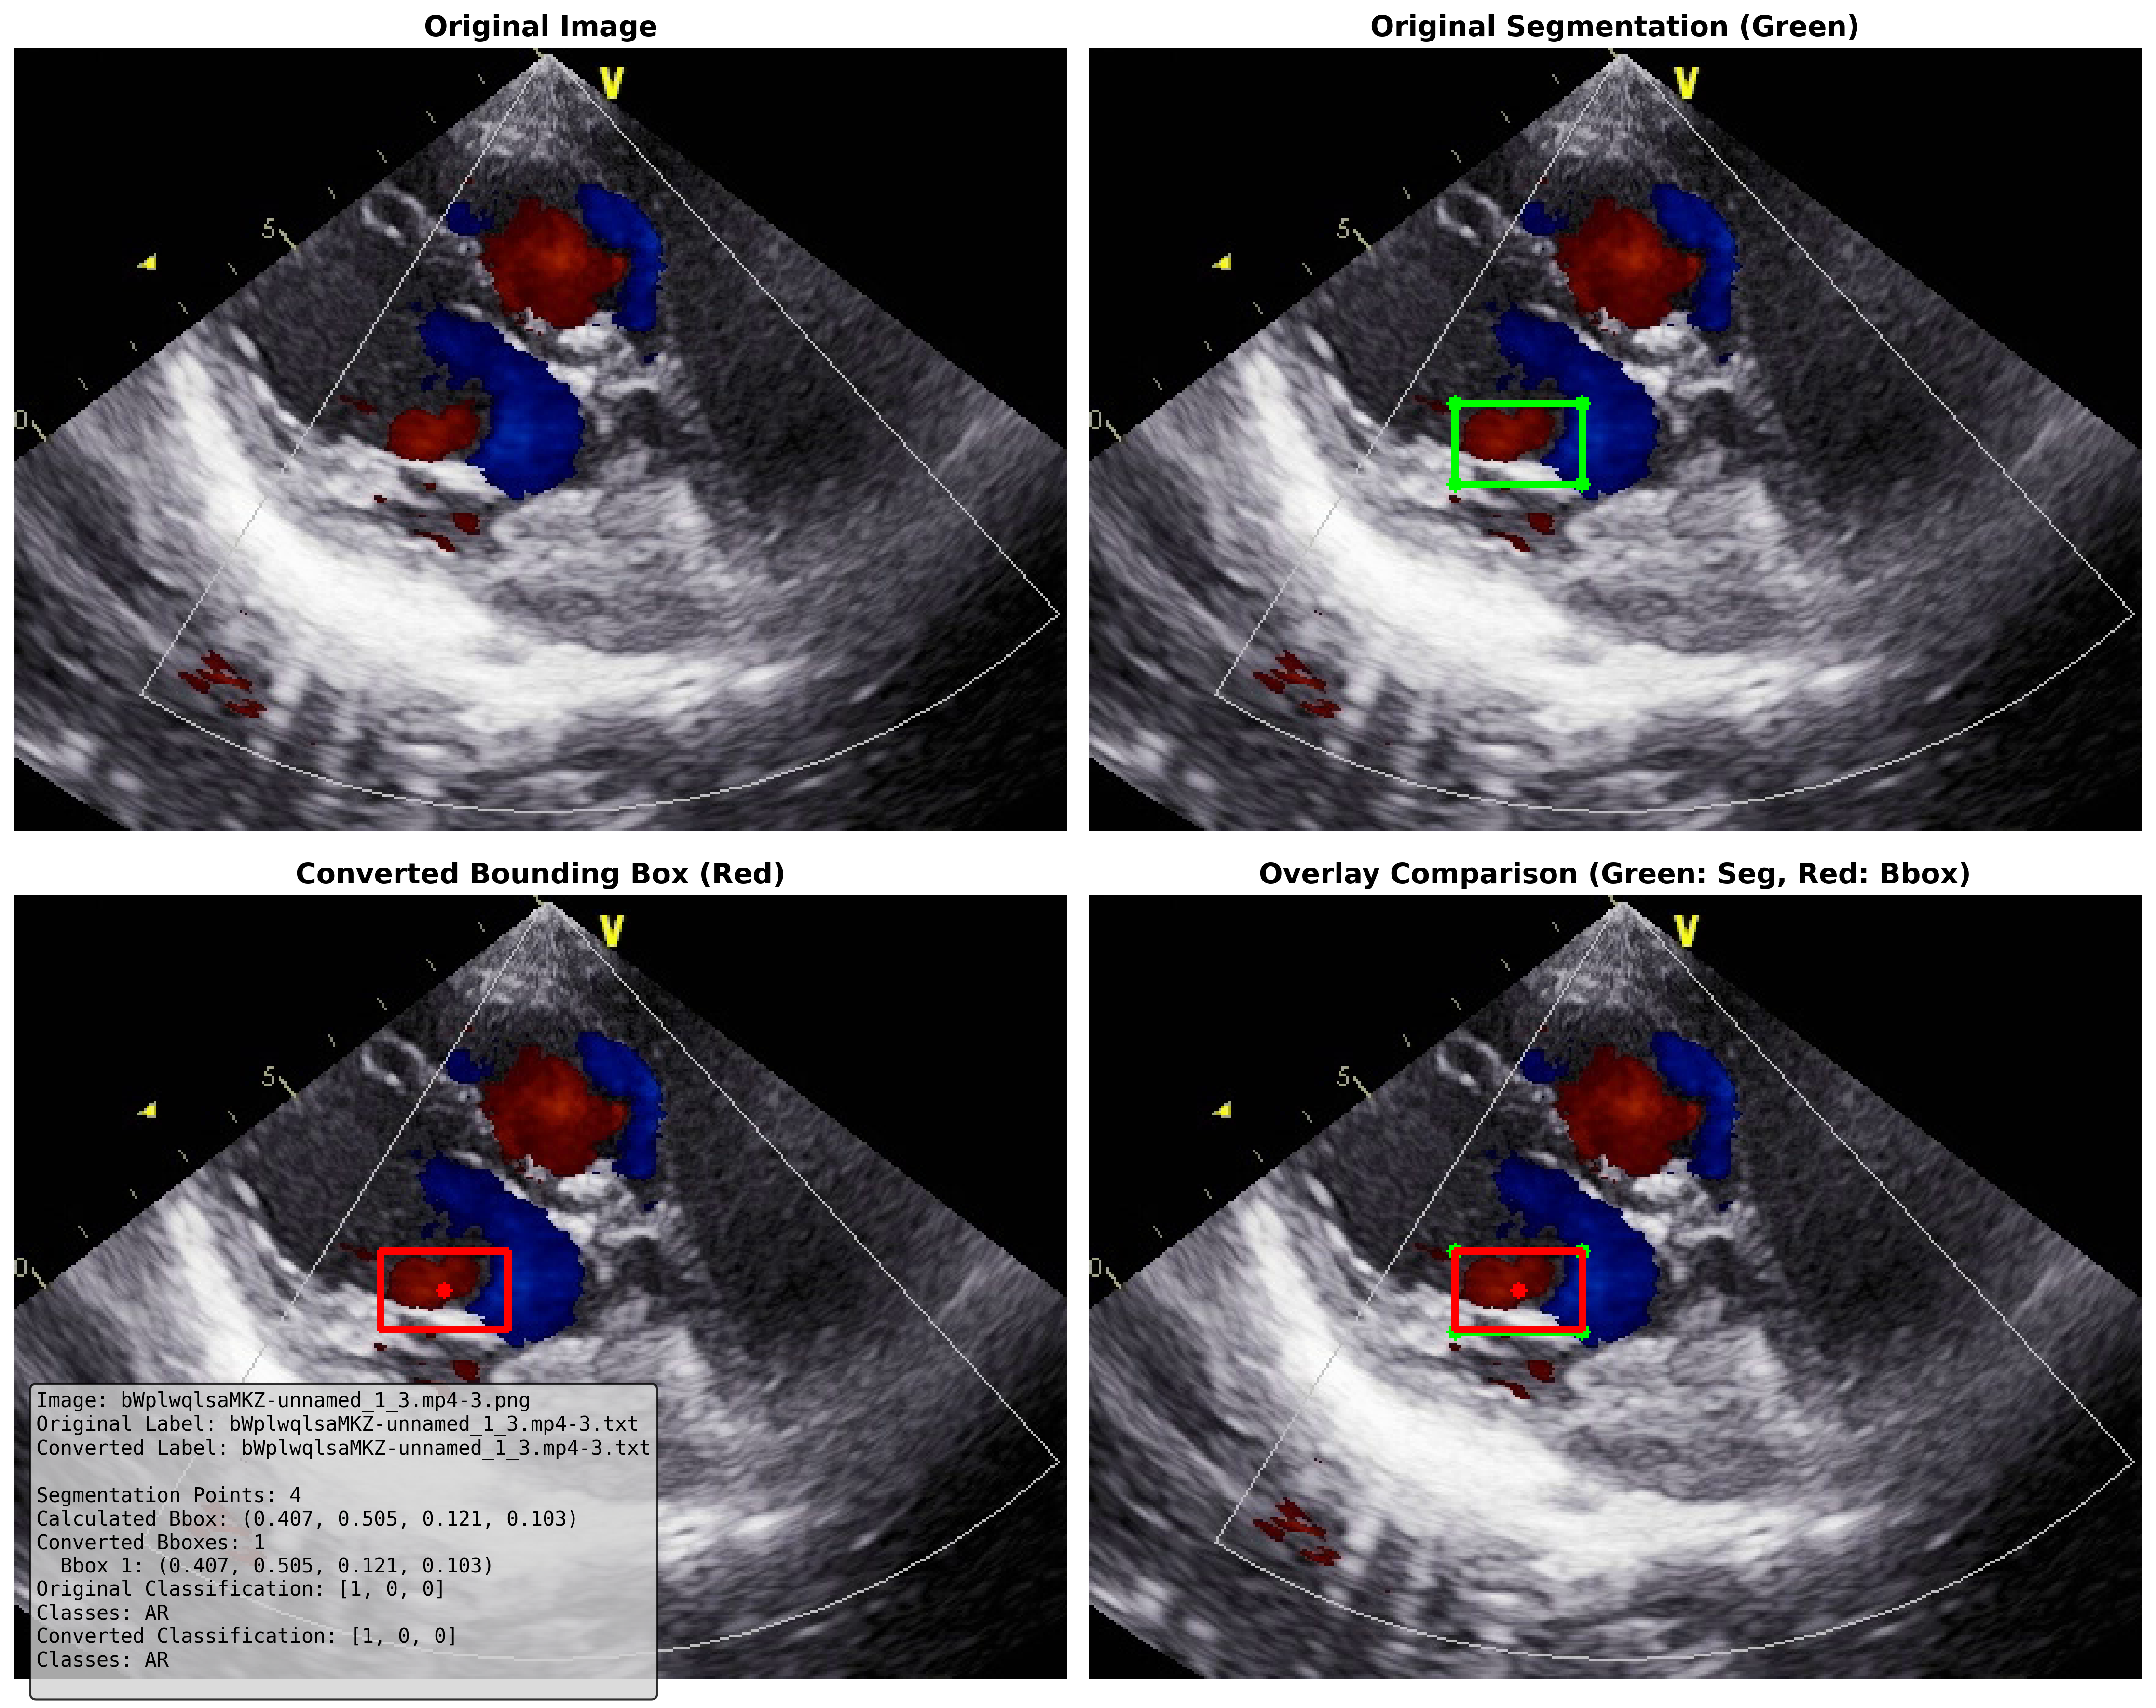 Original Image
Original Segmentation (Green)
V
5
0
V
5
0
Converted Bounding Box (Red)
Overlay Comparison (Green: Seg, Red: Bbox)
V
5
0
V
5
0
Image: bWplwqlsaMKZ-unnamed_1_3.mp4-3.png
Original Label: bWplwqlsaMKZ-unnamed_1_3.mp4-3.txt
Converted Label: bWplwqlsaMKZ-unnamed_1_3.mp4-3.txt
Segmentation Points: 4
Calculated Bbox: (0.407, 0.505, 0.121, 0.103)
Converted Bboxes: 1
Bbox 1: (0.407, 0.505, 0.121, 0.103)
Original Classification: [1, 0, 0]
Classes: AR
Converted Classification: [1, 0, 0]
Classes: AR